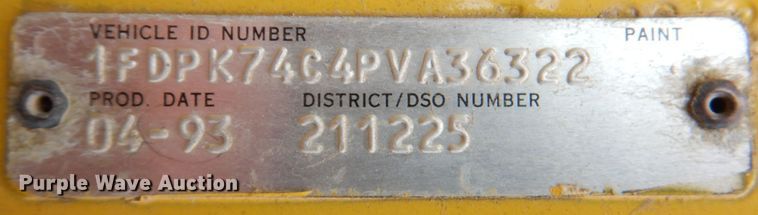 VEHICLE ID NUMBER PAINT
1FDPK74C4PVA36322
PROD. DATE DISTRICT/DSO NUMBER
04-93 211225
Purple Wave Auction